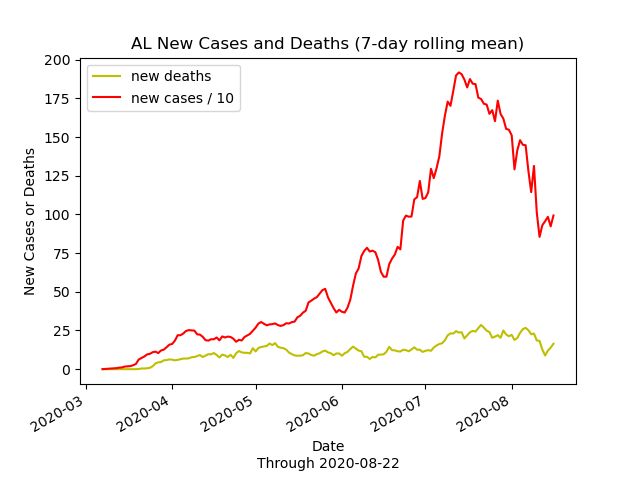 AL New Cases and Deaths (7-day rolling mean)
new deaths
new cases / 10
New Cases or Deaths
200
175
150
125
100
75
50
25
0
2020-03
2020-04
2020-05
2020-06
2020-07
2020-08
Date
Through 2020-08-22